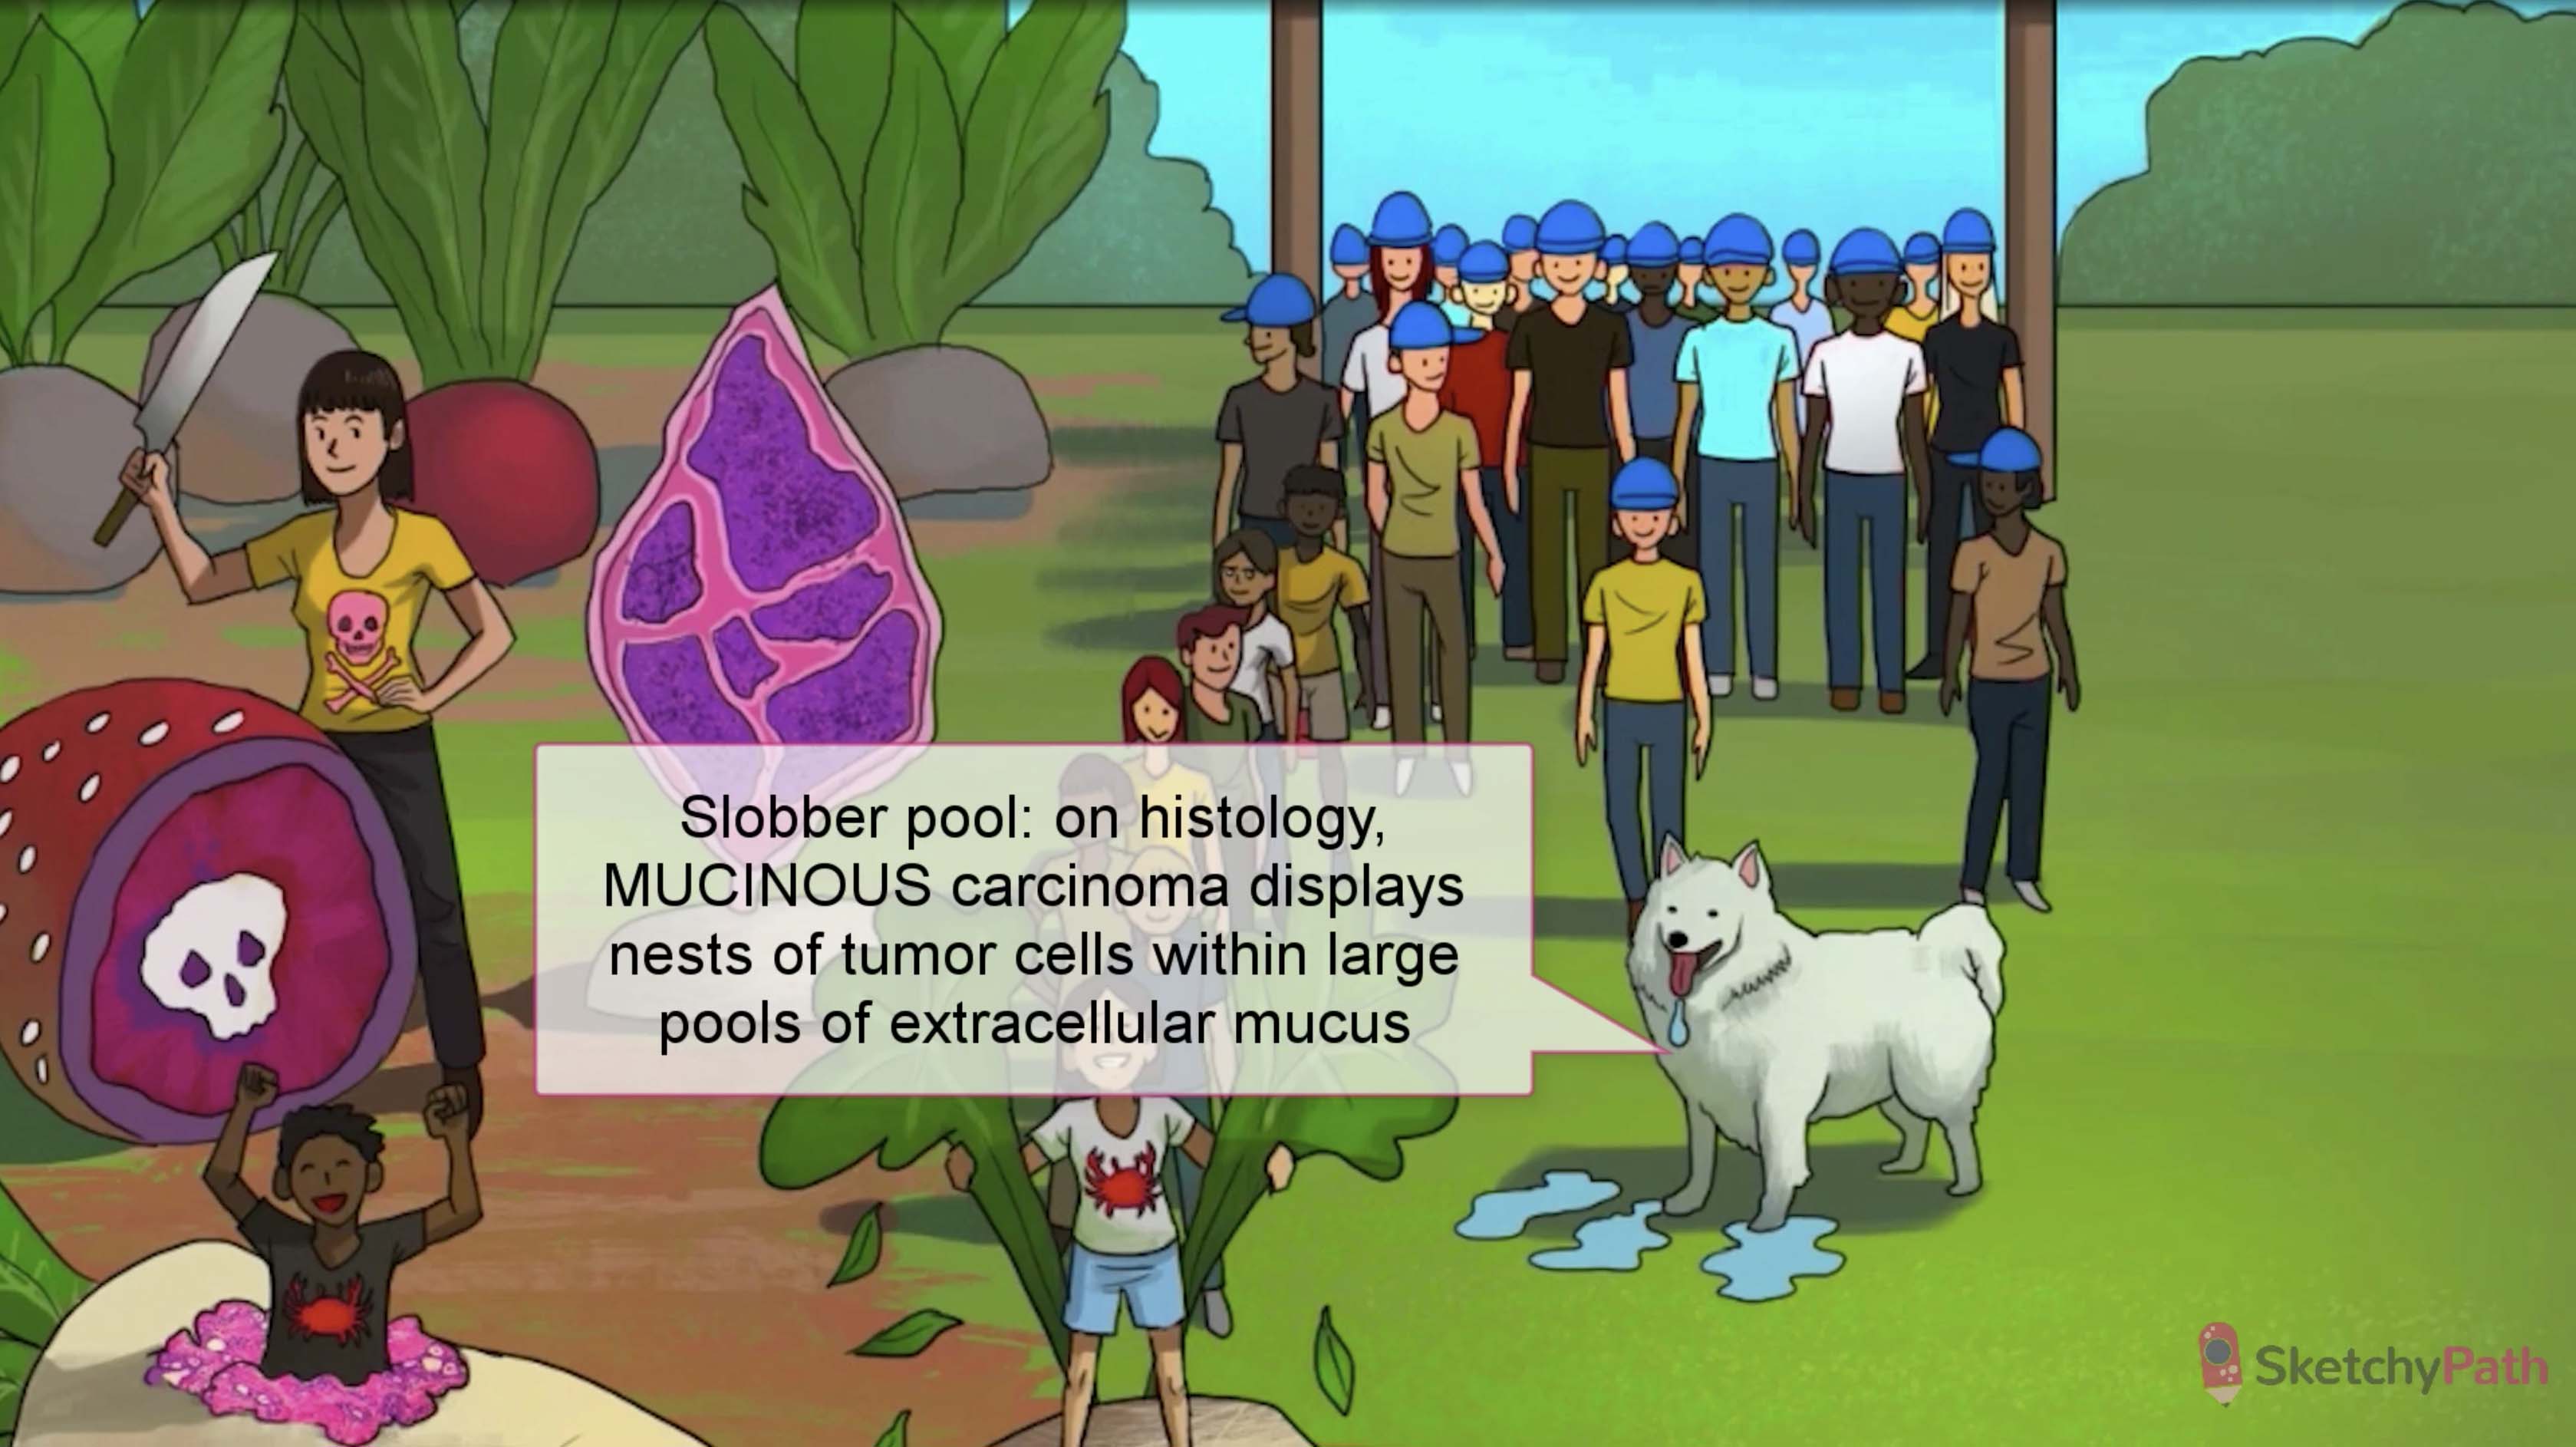 Slobber pool: on histology,
MUCINOUS carcinoma displays
nests of tumor cells within large
pools of extracellular mucus
SketchyPath